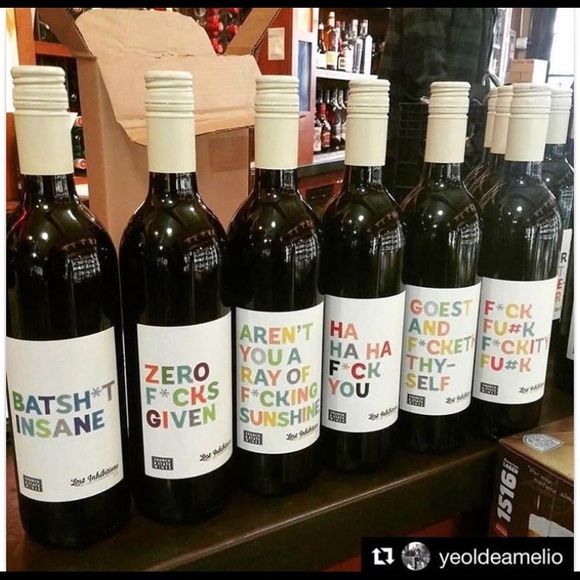 BATSH*T
INSANE
Lost Inhibitions
ZERO
F*CKS
GIVEN
Lost Inhibitions
AREN'T
YOU A
RAY OF
F*CKING
SUNSHINE
Lost Inhibitions
HA
HA HA
F*CK
YOU
Lost Inhibitions
GOEST
AND
F*CKETH
THY-
SELF
Lost Inhibitions
F*CK
FU#K
F*CKITY
FU#K
Lost Inhibitions
1516
LAGER
yeoldeamelio